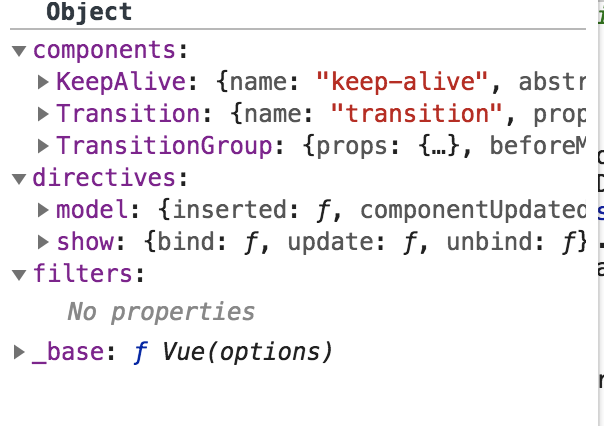 Object
components:
KeepAlive: {name: "keep-alive", abstr
Transition: {name: "transition", prop
TransitionGroup: {props: {…}, beforeM
directives:
model: {inserted: ƒ, componentUpdated
show: {bind: ƒ, update: ƒ, unbind: ƒ}
filters:
No properties
_base: ƒ Vue(options)